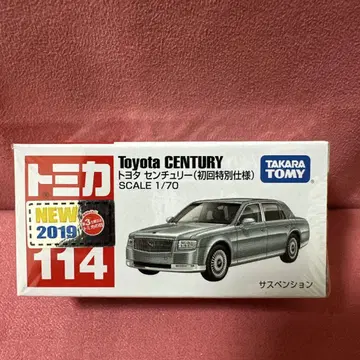 トミカ
Toyota CENTURY
トヨタ センチュリー(初回特別仕様)
SCALE 1/70
TAKARA
TOMY
NEW
2019
114
サスペンション